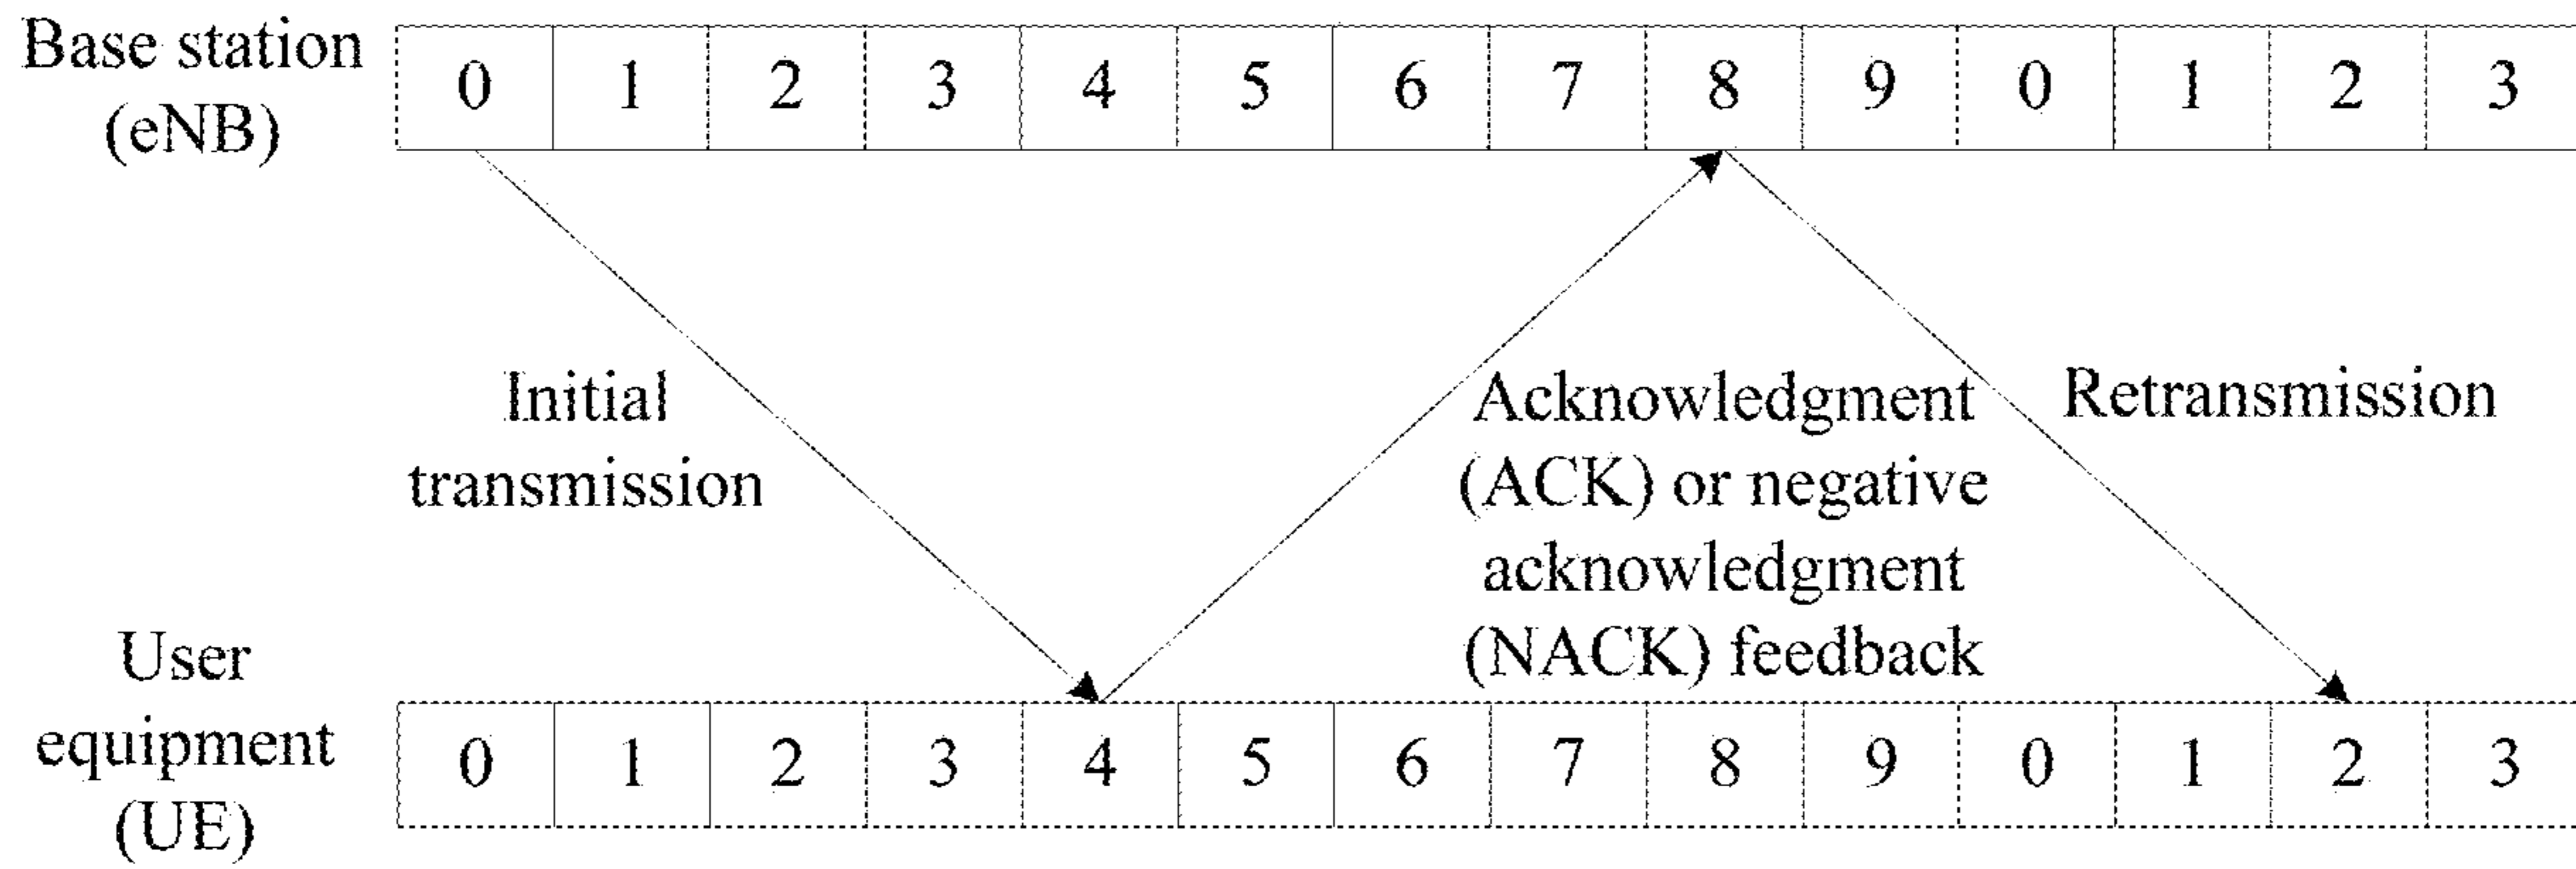 Base station
(eNB)
0 1 2 3 4 5 6 7 8 9 0 1 2 3
Initial
transmission
Acknowledgment
(ACK) or negative
acknowledgment
(NACK) feedback
Retransmission
User
equipment
(UE)
0 1 2 3 4 5 6 7 8 9 0 1 2 3